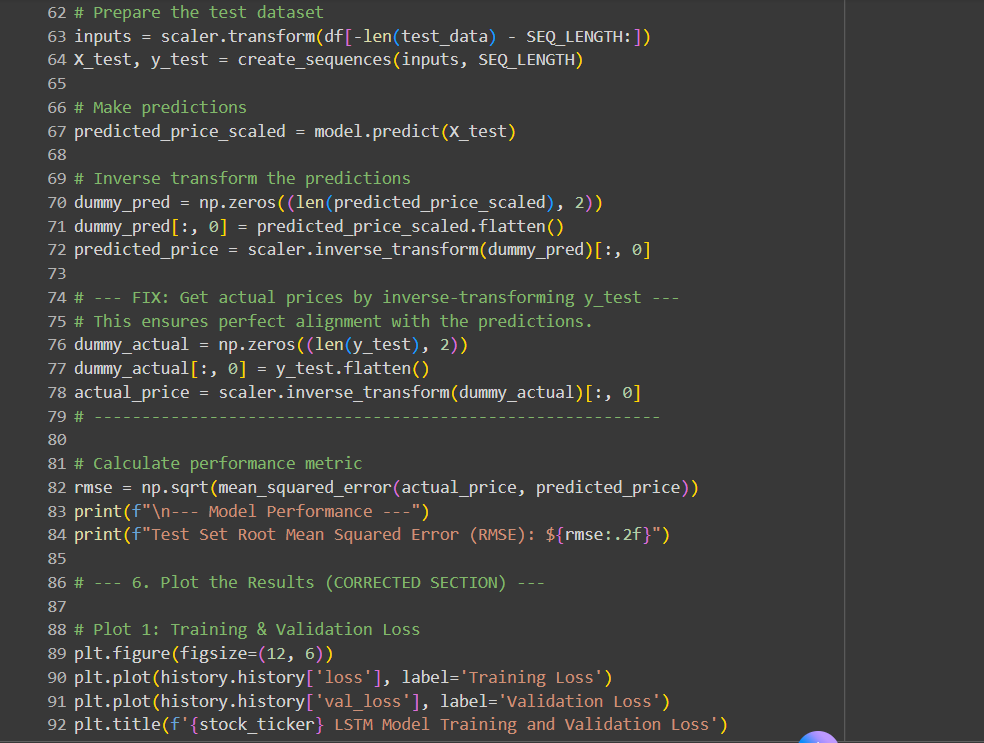 62 # Prepare the test dataset
63 inputs = scaler.transform(df[-len(test_data) - SEQ_LENGTH:])
64 X_test, y_test = create_sequences(inputs, SEQ_LENGTH)
65
66 # Make predictions
67 predicted_price_scaled = model.predict(X_test)
68
69 # Inverse transform the predictions
70 dummy_pred = np.zeros((len(predicted_price_scaled), 2))
71 dummy_pred[:, 0] = predicted_price_scaled.flatten()
72 predicted_price = scaler.inverse_transform(dummy_pred)[:, 0]
73
74 # --- FIX: Get actual prices by inverse-transforming y_test ---
75 # This ensures perfect alignment with the predictions.
76 dummy_actual = np.zeros((len(y_test), 2))
77 dummy_actual[:, 0] = y_test.flatten()
78 actual_price = scaler.inverse_transform(dummy_actual)[:, 0]
79 # -----------------------------------------------------------
80
81 # Calculate performance metric
82 rmse = np.sqrt(mean_squared_error(actual_price, predicted_price))
83 print(f"\n--- Model Performance ---")
84 print(f"Test Set Root Mean Squared Error (RMSE): ${rmse:.2f}")
85
86 # --- 6. Plot the Results (CORRECTED SECTION) ---
87
88 # Plot 1: Training & Validation Loss
89 plt.figure(figsize=(12, 6))
90 plt.plot(history.history['loss'], label='Training Loss')
91 plt.plot(history.history['val_loss'], label='Validation Loss')
92 plt.title(f'{stock_ticker} LSTM Model Training and Validation Loss')